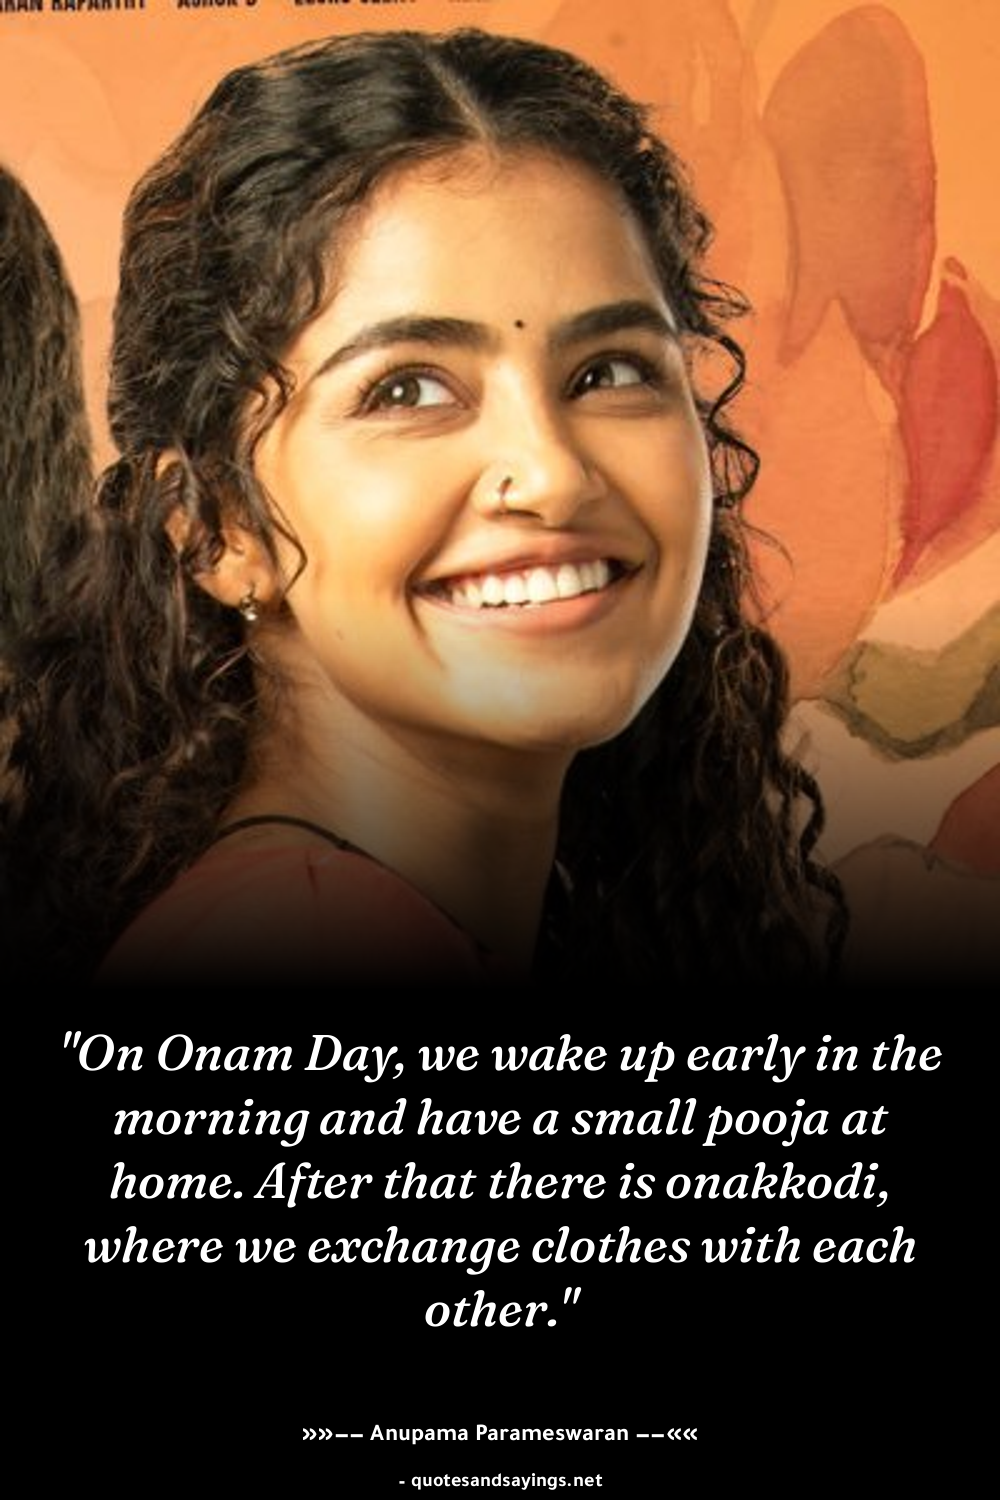 "On Onam Day, we wake up early in the
morning and have a small pooja at
home. After that there is onakkodi,
where we exchange clothes with each
other."
»»–– Anupama Parameswaran ––««
- quotesandsayings.net